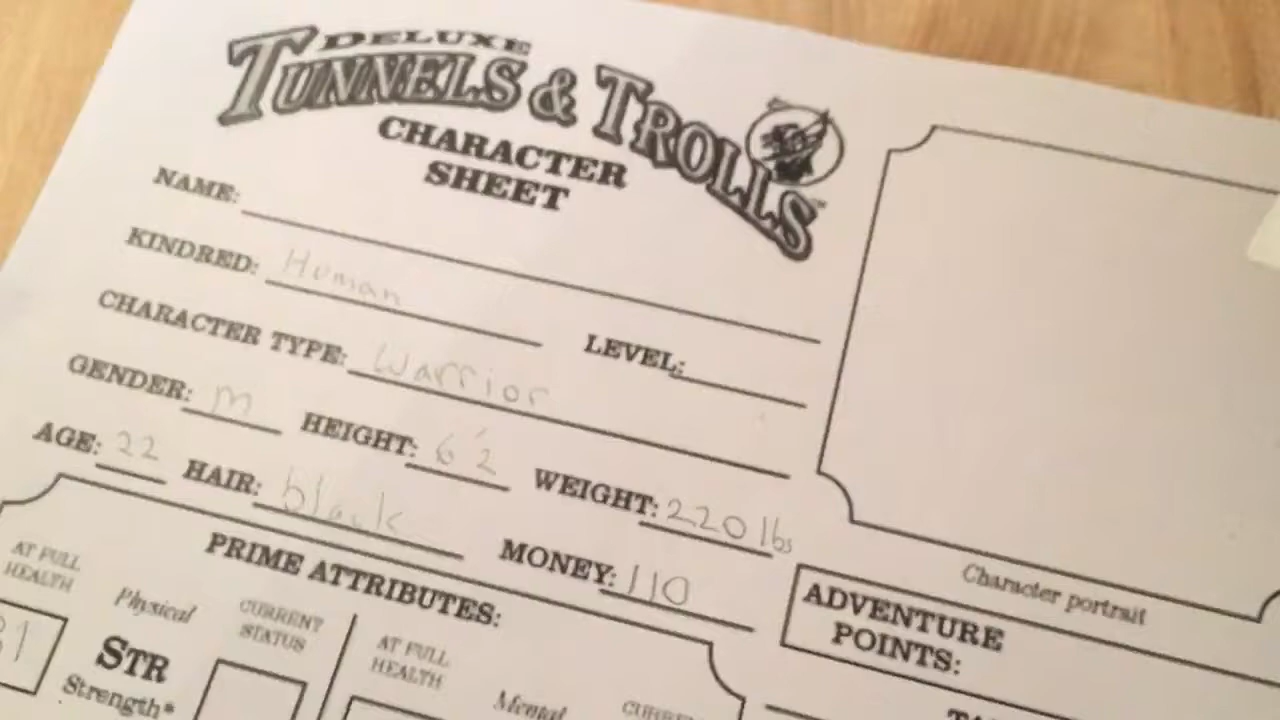 DELUXE
TUNNELS & TROLLS™
CHARACTER
SHEET
NAME:
KINDRED: Human
LEVEL:
CHARACTER TYPE: Warrior
GENDER: M HEIGHT: 6'2 WEIGHT: 220 lbs
AGE: 22 HAIR: black MONEY: 110
Character portrait
PRIME ATTRIBUTES:
ADVENTURE
POINTS:
AT FULL
HEALTH
Physical
CURRENT
STATUS
AT FULL
HEALTH
Mental
STR
Strength*